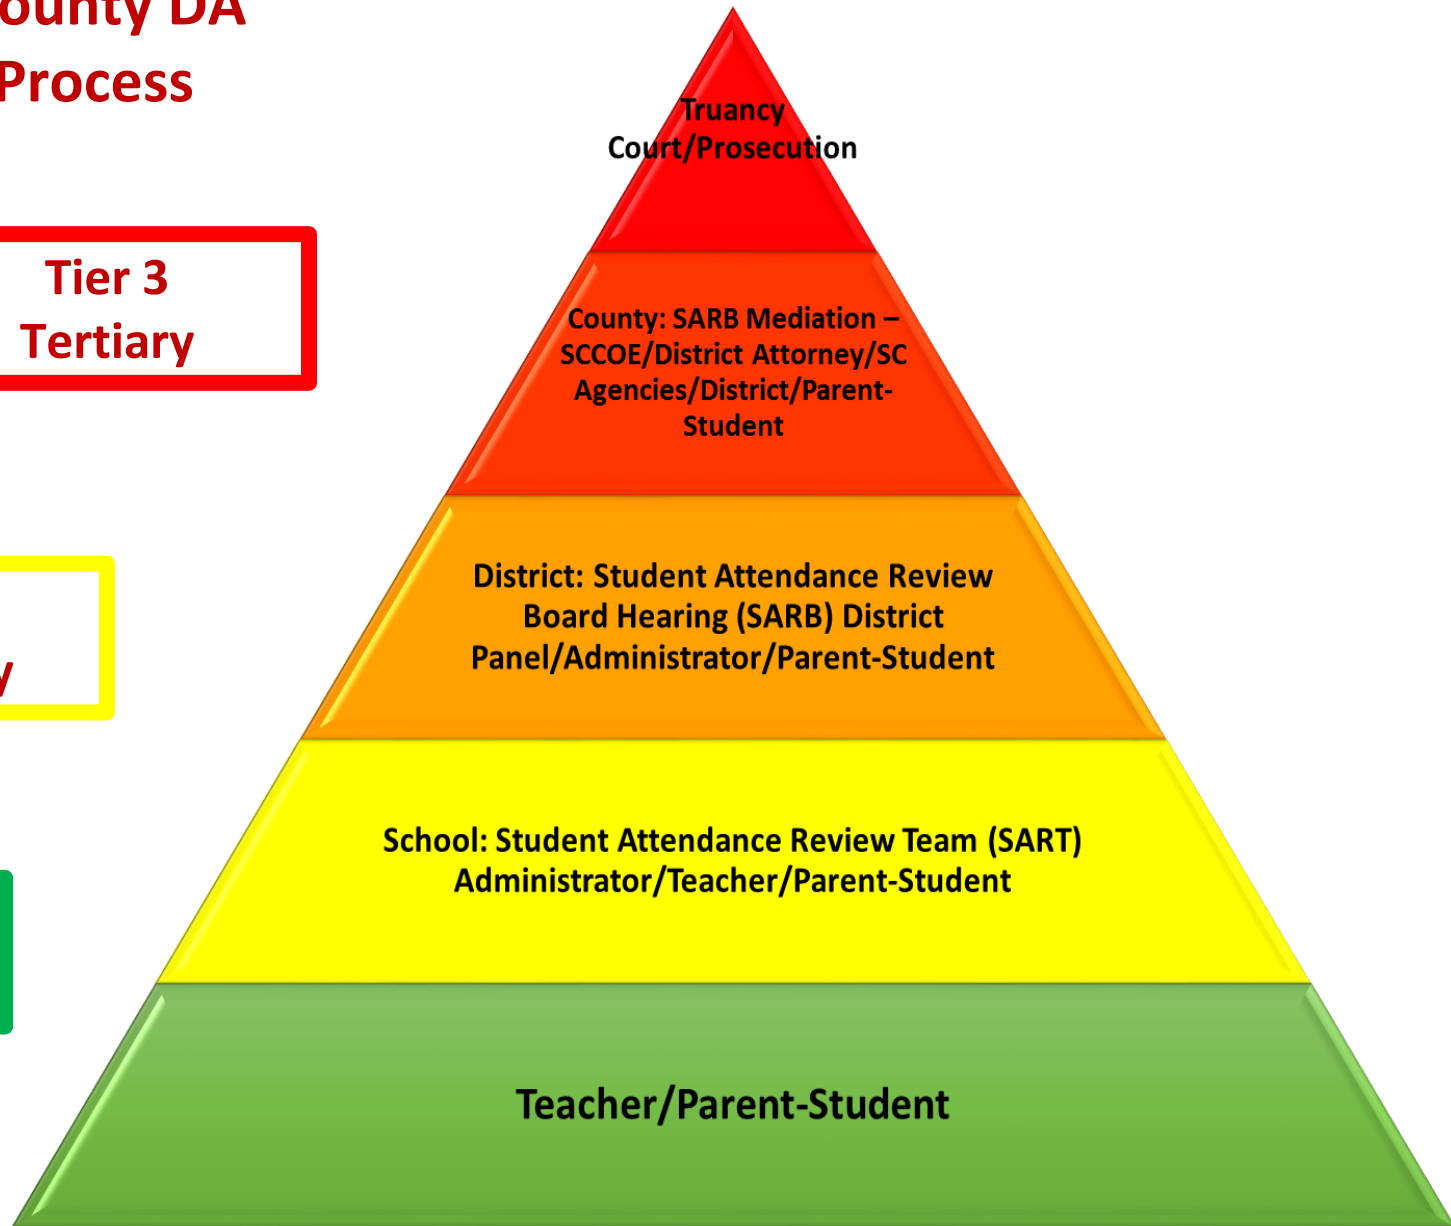 ounty DA
Process
Truancy
Court/Prosecution
Tier 3
Tertiary
County: SARB Mediation –
SCCOE/District Attorney/SC
Agencies/District/Parent-
Student
District: Student Attendance Review
Board Hearing (SARB) District
Panel/Administrator/Parent-Student
y
School: Student Attendance Review Team (SART)
Administrator/Teacher/Parent-Student
Teacher/Parent-Student